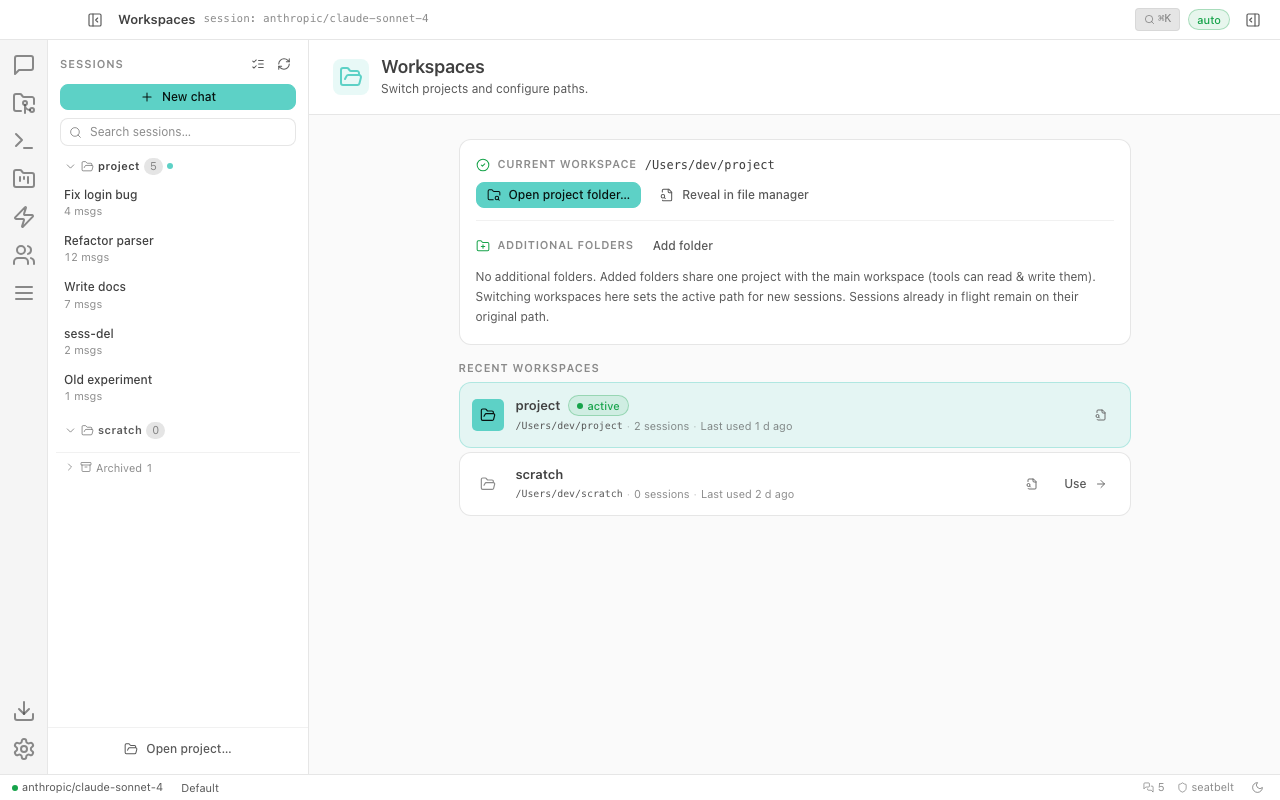 Workspaces session: anthropic/claude-sonnet-4
⌘K
auto
SESSIONS
New chat
Search sessions...
project 5
Fix login bug
4 msgs
Refactor parser
12 msgs
Write docs
7 msgs
sess-del
2 msgs
Old experiment
1 msgs
scratch 0
Archived 1
Open project...
Workspaces
Switch projects and configure paths.
CURRENT WORKSPACE /Users/dev/project
Open project folder... Reveal in file manager
ADDITIONAL FOLDERS Add folder
No additional folders. Added folders share one project with the main workspace (tools can read & write them).
Switching workspaces here sets the active path for new sessions. Sessions already in flight remain on their
original path.
RECENT WORKSPACES
project active
/Users/dev/project · 2 sessions · Last used 1 d ago
scratch
/Users/dev/scratch · 0 sessions · Last used 2 d ago
Use
anthropic/claude-sonnet-4 Default
5 seatbelt